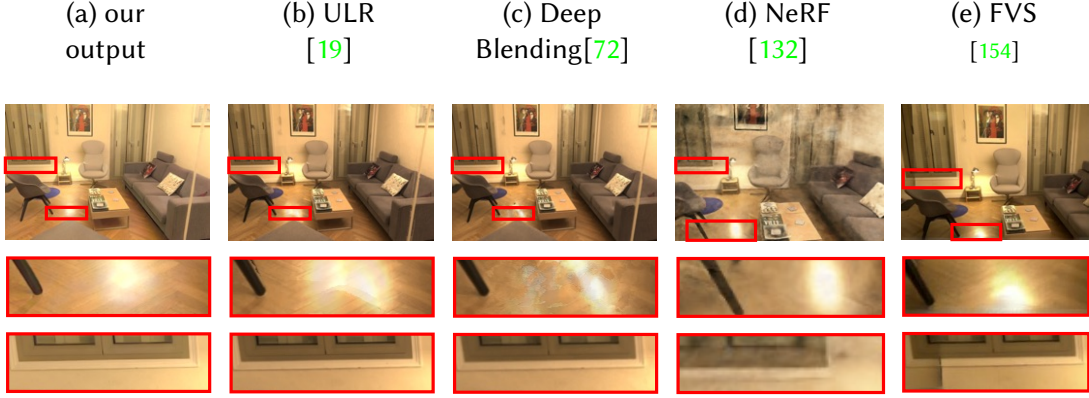 (a) our
output
(b) ULR
[19]
(c) Deep
Blending[72]
(d) NeRF
[132]
(e) FVS
[154]